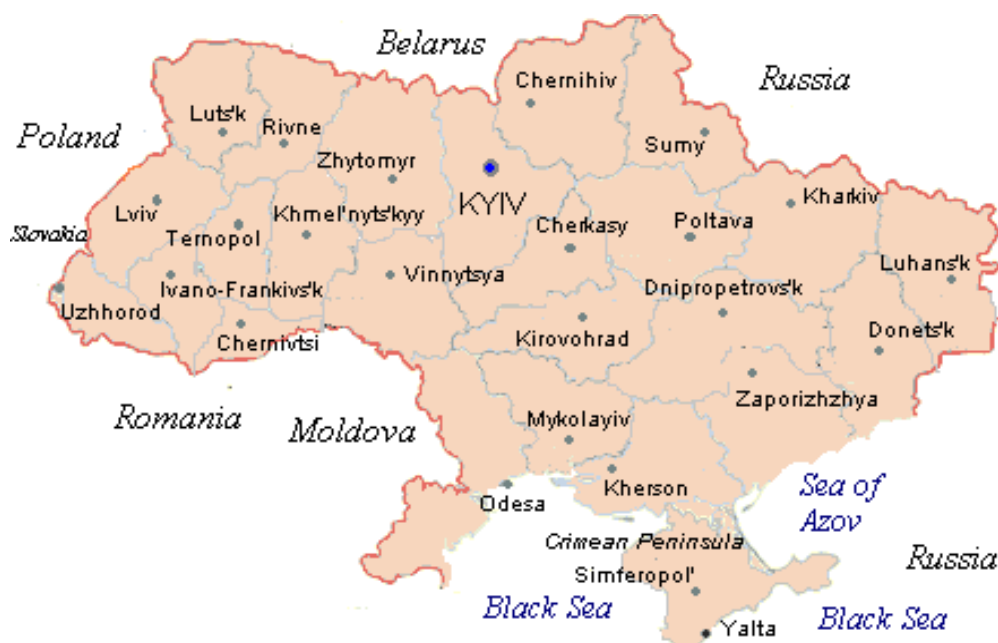 Belarus
Chernihiv
Russia
Luts'k
Rivne
Poland
Sumy
Zhytomyr
KYIV
Kharkiv
Lviv
Khmel'nyts'kyy
Cherkasy
Poltava
Slovakia
Ternopol
Luhans'k
Vinnytsya
Ivano-Frankivs'k
Dnipropetrovs'k
Uzhhorod
Chernivtsi
Kirovohrad
Donets'k
Zaporizhzhya
Romania
Moldova
Mykolayiv
Odesa
Kherson
Sea of
Azov
Crimean Peninsula
Russia
Simferopol'
Black Sea
Black Sea
Yalta